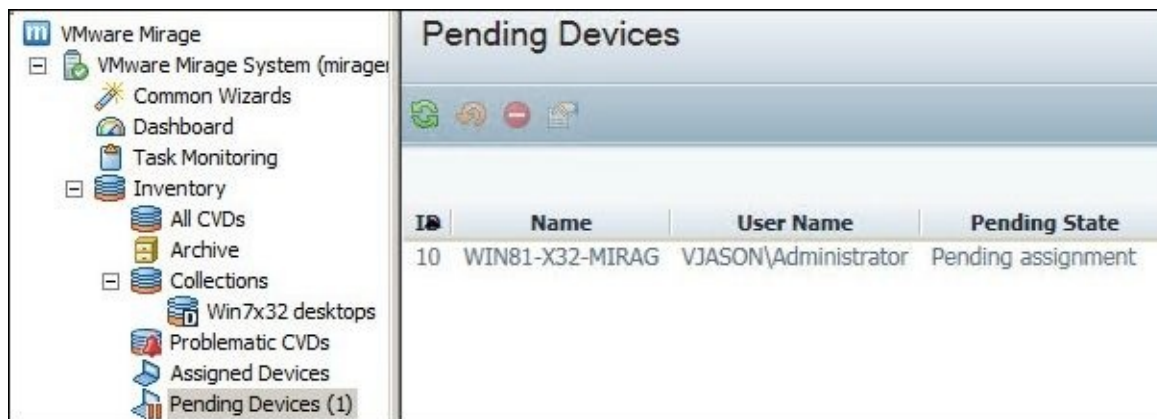 VMware Mirage
VMware Mirage System (mirage
Common Wizards
Dashboard
Task Monitoring
Inventory
All CVDs
Archive
Collections
Win7x32 desktops
Problematic CVDs
Assigned Devices
Pending Devices (1)
Pending Devices
ID Name User Name Pending State
10 WIN81-X32-MIRAG VJASON\Administrator Pending assignment